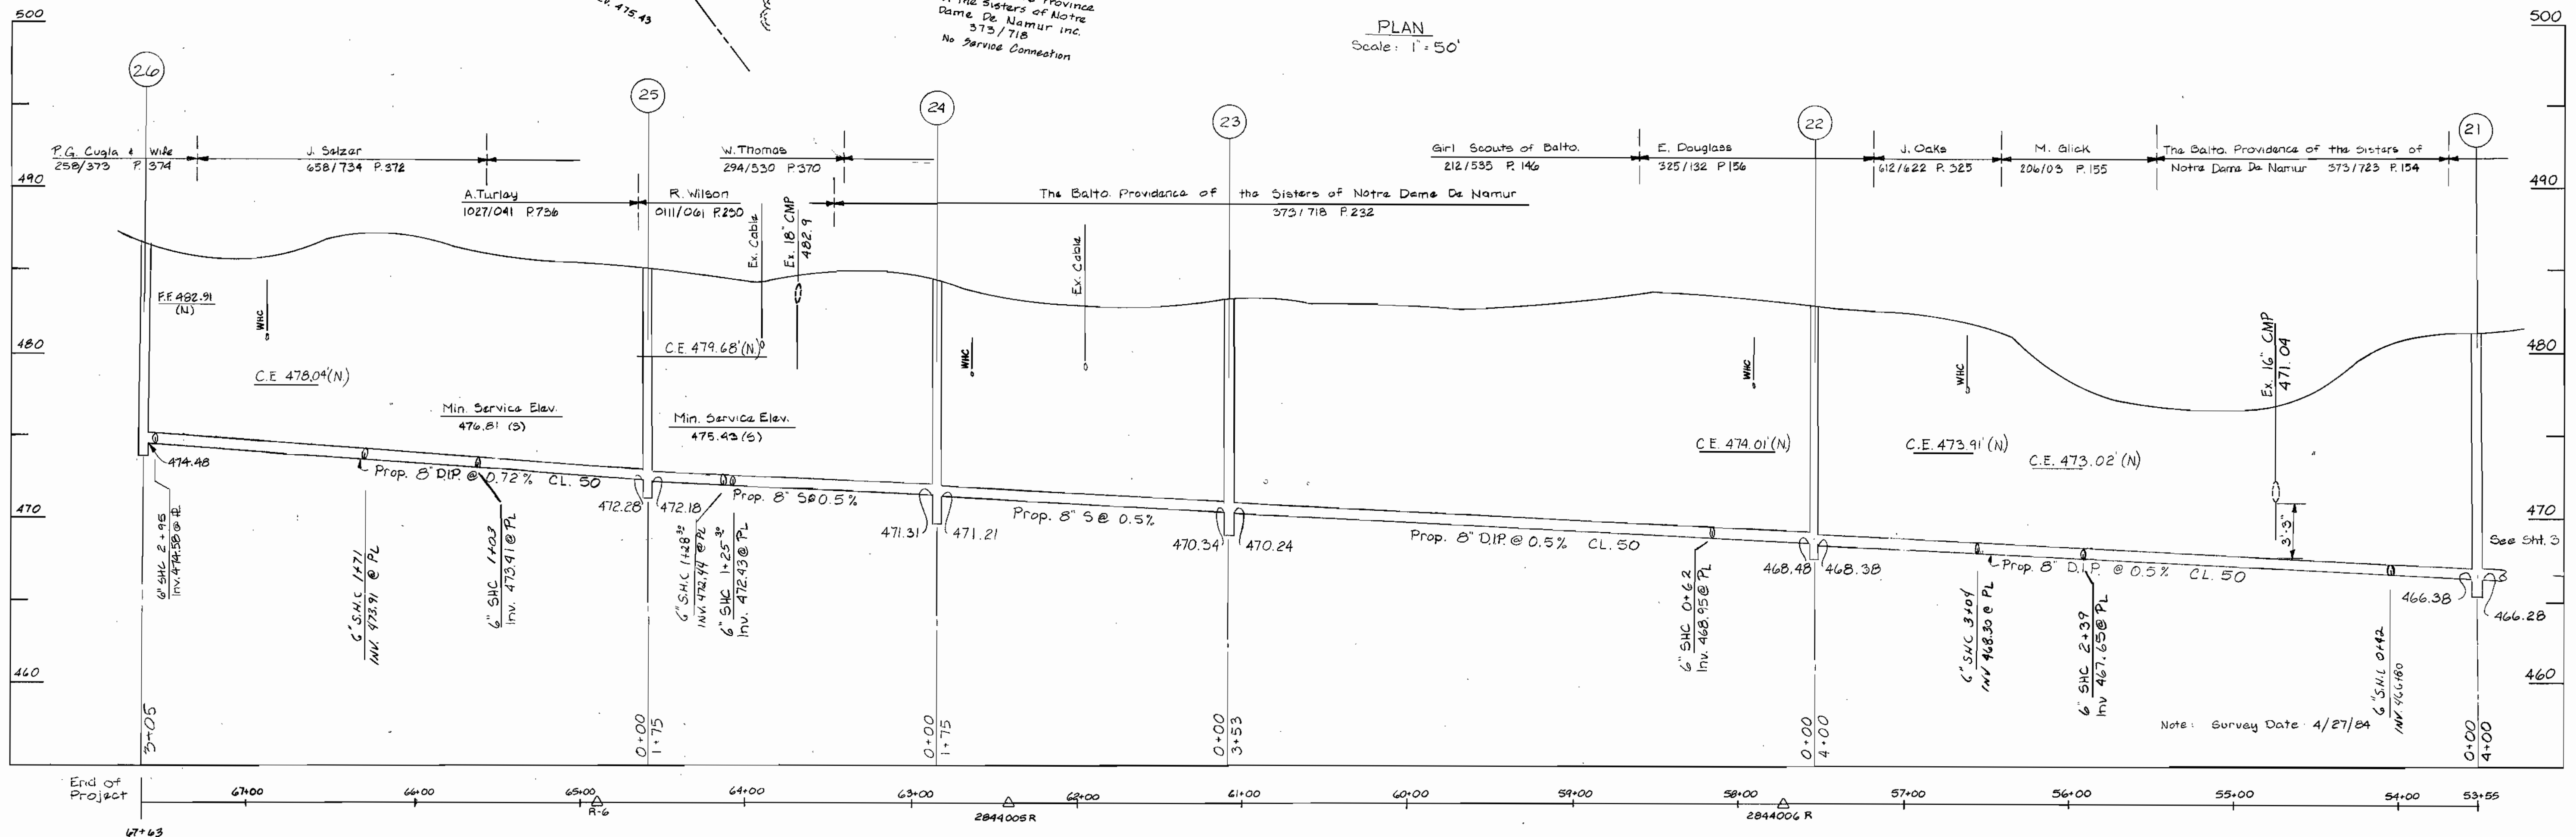 500
475.43
Province
The Sisters of Notre
Dame De Namur Inc.
373/718
No Service Connection
PLAN
Scale: 1"=50'
500
26
25
24
23
22
21
P.G. Cugla & Wife
258/373 P. 374
J. Salzer
658/734 P.372
W. Thomas
294/530 P.370
Girl Scouts of Balto.
212/535 P. 146
E. Douglass
325/132 P 156
J. Oaks
612/622 P. 325
M. Glick
206/03 P. 155
The Balto. Providence of the Sisters of
Notre Dame De Namur 373/723 P. 154
490
490
A. Turley
1027/041 P.736
R. Wilson
0111/061 P.230
The Balto. Providence of the Sisters of Notre Dame De Namur
373/718 P.232
Ex. Cable
Ex. 18" CMP
482.9
Ex. Cable
F.F. 482.91
(N)
WHC
WHC
WHC
WHC
Ex. 16" CMP
471.04
480
480
C.E. 478.04'(N.)
C.E. 479.68'(N.)
Min. Service Elev.
476.81 (S)
Min. Service Elev.
475.43 (S)
C.E. 474.01'(N)
C.E. 473.91'(N)
C.E. 473.02'(N)
474.48
Prop. 8" D.I.P. @ 0.72% CL. 50
472.28
472.18
Prop. 8" S@ 0.5%
471.31
471.21
Prop. 8" S @ 0.5%
470.34
470.24
Prop. 8" D.I.P. @ 0.5% CL. 50
468.48
468.38
Prop. 8" D.I.P. @ 0.5% CL. 50
3'-3"
466.38
466.28
See Sht. 3
470
470
6" SHC 2+95
Inv. 474.58 @ PL
6" S.H.C 1+71
INV. 473.91 @ PL
6" SHC 1+03
Inv. 473.41 @ PL
6" S.H.C 1+28.30
INV. 472.44 @ PL
6" SHC 1+25.30
Inv. 472.43 @ PL
6" SHC 0+62
Inv. 468.95 @ PL
6" SHC 3+04
INV 468.30 @ PL
6" SHC 2+39
Inv 467.65 @ PL
6" S.H.C 0+42
INV. 466.80
460
460
Note: Survey Date 4/27/84
3+05
0+00
1+75
0+00
1+75
0+00
3+53
0+00
4+00
0+00
4+00
End of
Project
67+00
66+00
65+00
R-6
64+00
63+00
2844005R
62+00
61+00
60+00
59+00
58+00
2844006 R
57+00
56+00
55+00
54+00
53+55
67+63